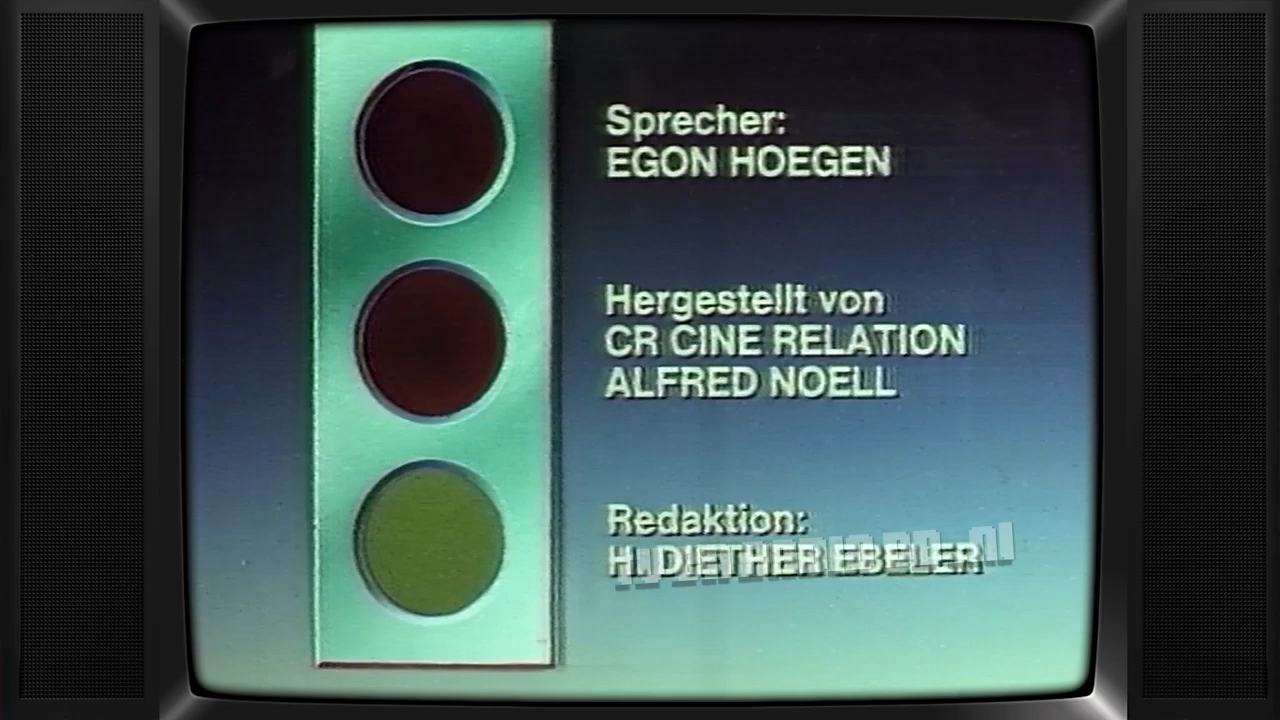 Sprecher:
EGON HOEGEN
Hergestellt von
CR CINE RELATION
ALFRED NOELL
Redaktion:
H. DIETHER EBELER